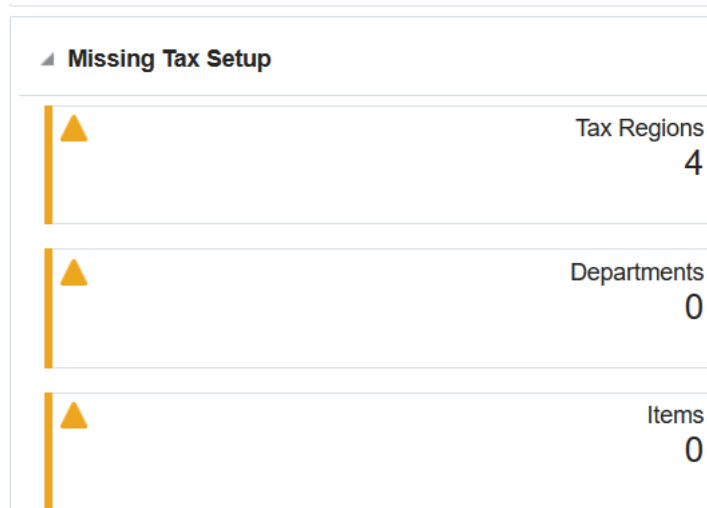 Missing Tax Setup
Tax Regions
4
Departments
0
Items
0